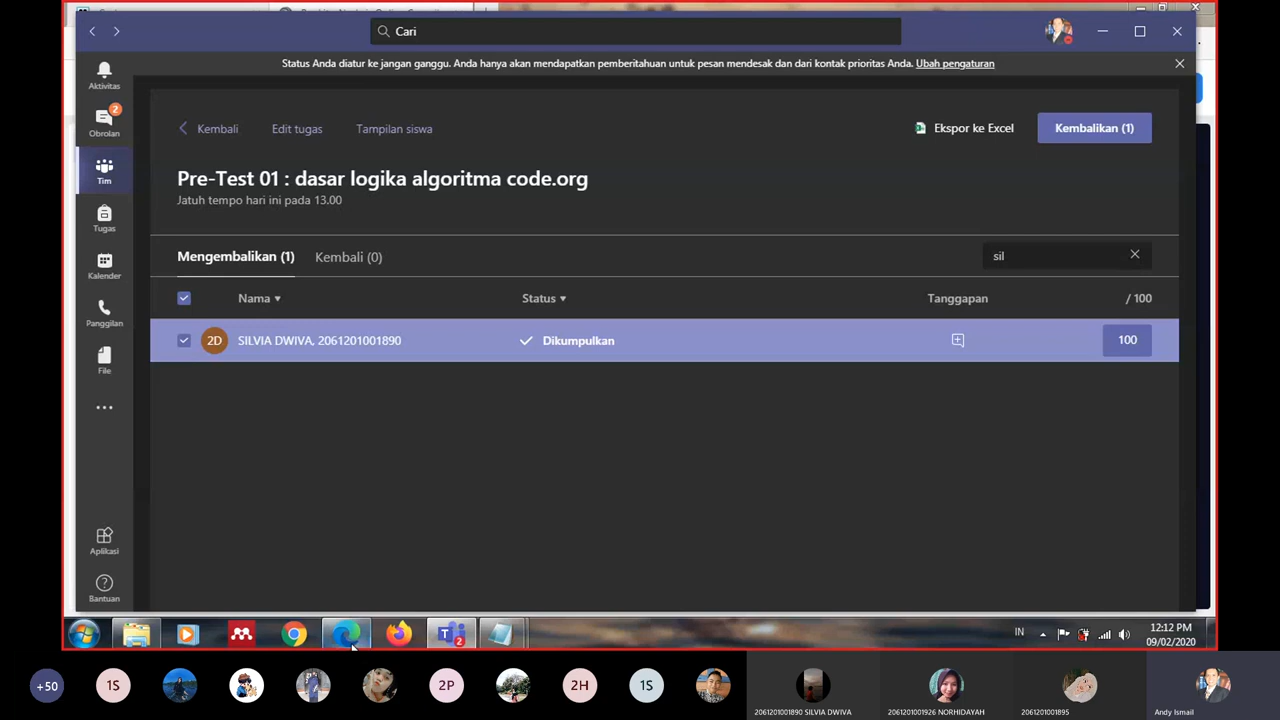 Cari
Status Anda diatur ke jangan ganggu. Anda hanya akan mendapatkan pemberitahuan untuk pesan mendesak dan dari kontak prioritas Anda. Ubah pengaturan
Aktivitas
2
Obrolan
Tim
Tugas
Kalender
Panggilan
File
Aplikasi
Bantuan
Kembali
Edit tugas
Tampilan siswa
Ekspor ke Excel
Kembalikan (1)
Pre-Test 01 : dasar logika algoritma code.org
Jatuh tempo hari ini pada 13.00
Mengembalikan (1)
Kembali (0)
sil
Nama
Status
Tanggapan
/ 100
2D
SILVIA DWIVA, 2061201001890
Dikumpulkan
100
2
IN
12:12 PM
09/02/2020
+50
1S
2P
2H
1S
2061201001890 SILVIA DWIVA
2061201001926 NORHIDAYAH
2061201001895
Andy Ismail